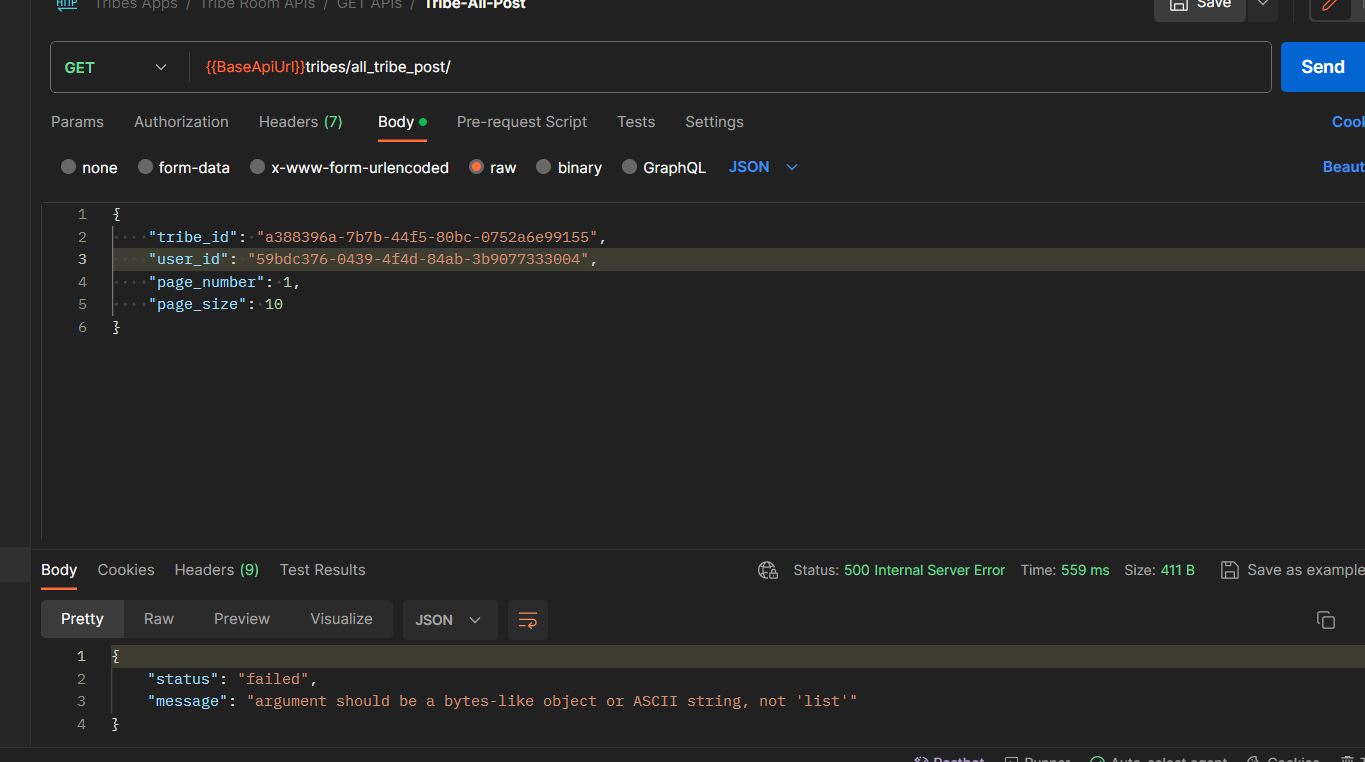 HTTP Tribes Apps / Tribe Room APIs / GET APIs / Tribe-All-Post Save
GET {{BaseApiUrl}}tribes/all_tribe_post/ Send
Params Authorization Headers (7) Body Pre-request Script Tests Settings
none form-data x-www-form-urlencoded raw binary GraphQL JSON
1 {
2 "tribe_id": "a388396a-7b7b-44f5-80bc-0752a6e99155",
3 "user_id": "59bdc376-0439-4f4d-84ab-3b9077333004",
4 "page_number": 1,
5 "page_size": 10
6 }
Body Cookies Headers (9) Test Results Status: 500 Internal Server Error Time: 559 ms Size: 411 B Save as example
Pretty Raw Preview Visualize JSON
1 {
2 "status": "failed",
3 "message": "argument should be a bytes-like object or ASCII string, not 'list'"
4 }
Postbot Runner Auto-select agent Cookies